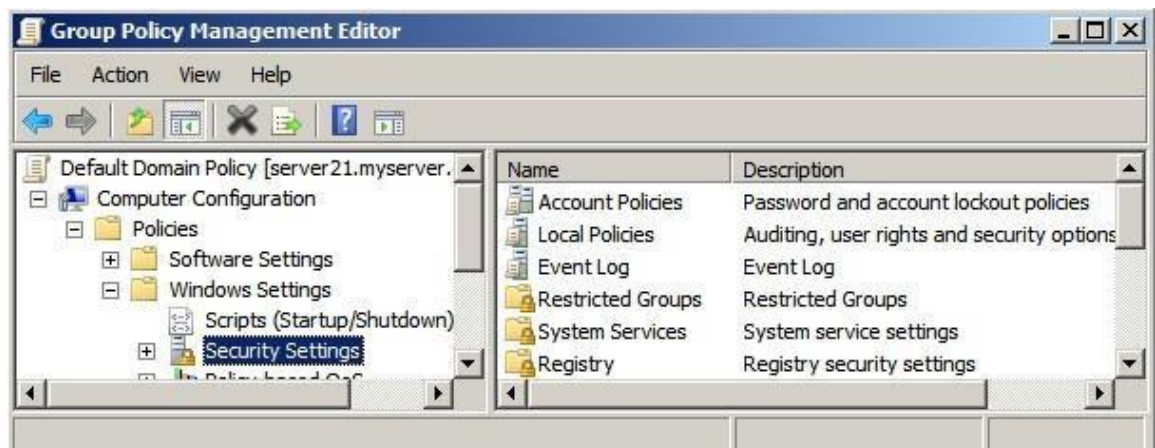 Group Policy Management Editor
File Action View Help
Default Domain Policy [server21.myserver.
Computer Configuration
Policies
Software Settings
Windows Settings
Scripts (Startup/Shutdown)
Security Settings
Policy-based QoS
Name Description
Account Policies Password and account lockout policies
Local Policies Auditing, user rights and security options
Event Log Event Log
Restricted Groups Restricted Groups
System Services System service settings
Registry Registry security settings